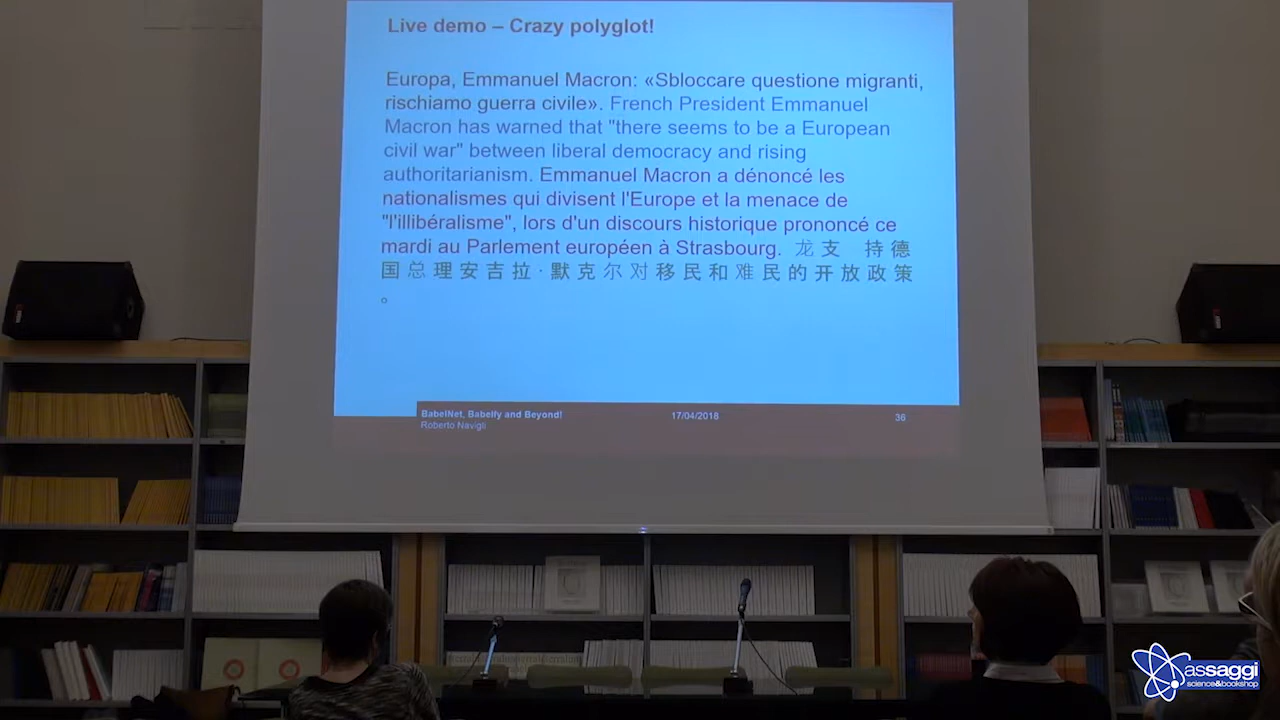 Live demo – Crazy polyglot!
Europa, Emmanuel Macron: «Sbloccare questione migranti,
rischiamo guerra civile». French President Emmanuel
Macron has warned that "there seems to be a European
civil war" between liberal democracy and rising
authoritarianism. Emmanuel Macron a dénoncé les
nationalismes qui divisent l'Europe et la menace de
"l'illibéralisme", lors d'un discours historique prononcé ce
mardi au Parlement européen à Strasbourg. 龙支 持德
国总理安吉拉·默克尔对移民和难民的开放政策
。
BabelNet, Babelfy and Beyond!
17/04/2018
36
Roberto Navigli
assaggi
science&bookshop